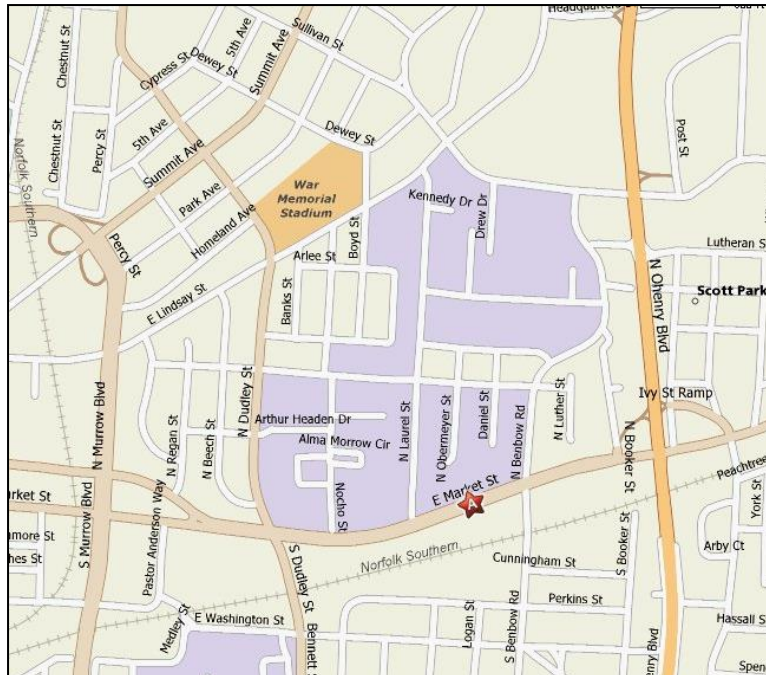 Sullivan St
Chestnut St
5th Ave
Summit Ave
Dewey St
Cypress St
Dewey St
Post St
Chestnut St
Percy St
5th Ave
Summit Ave
Norfolk Southern
War
Memorial
Stadium
Park Ave
Kennedy Dr
Drew Dr
Homeland Ave
Boyd St
Percy St
Arlee St
Lutheran S
N Ohenry Blvd
Scott Park
E Lindsay St
Banks St
N Murrow Blvd
N Dudley St
Ivy St Ramp
N Regan St
N Beech St
Arthur Headen Dr
Alma Morrow Cir
N Laurel St
N Obermeyer St
Daniel St
N Benbow Rd
N Luther St
N Booker St
E Market St
A
Peachtree
arket St
S Murrow Blvd
Pastor Anderson Way
Nocho St
York St
Norfolk Southern
Cunningham St
S Booker St
Arby Ct
hes St
S Dudley St
Perkins St
Medley St
E Washington St
Bennett S
Logan St
S Benbow Rd
Hassall S
enry Blvd
Spen